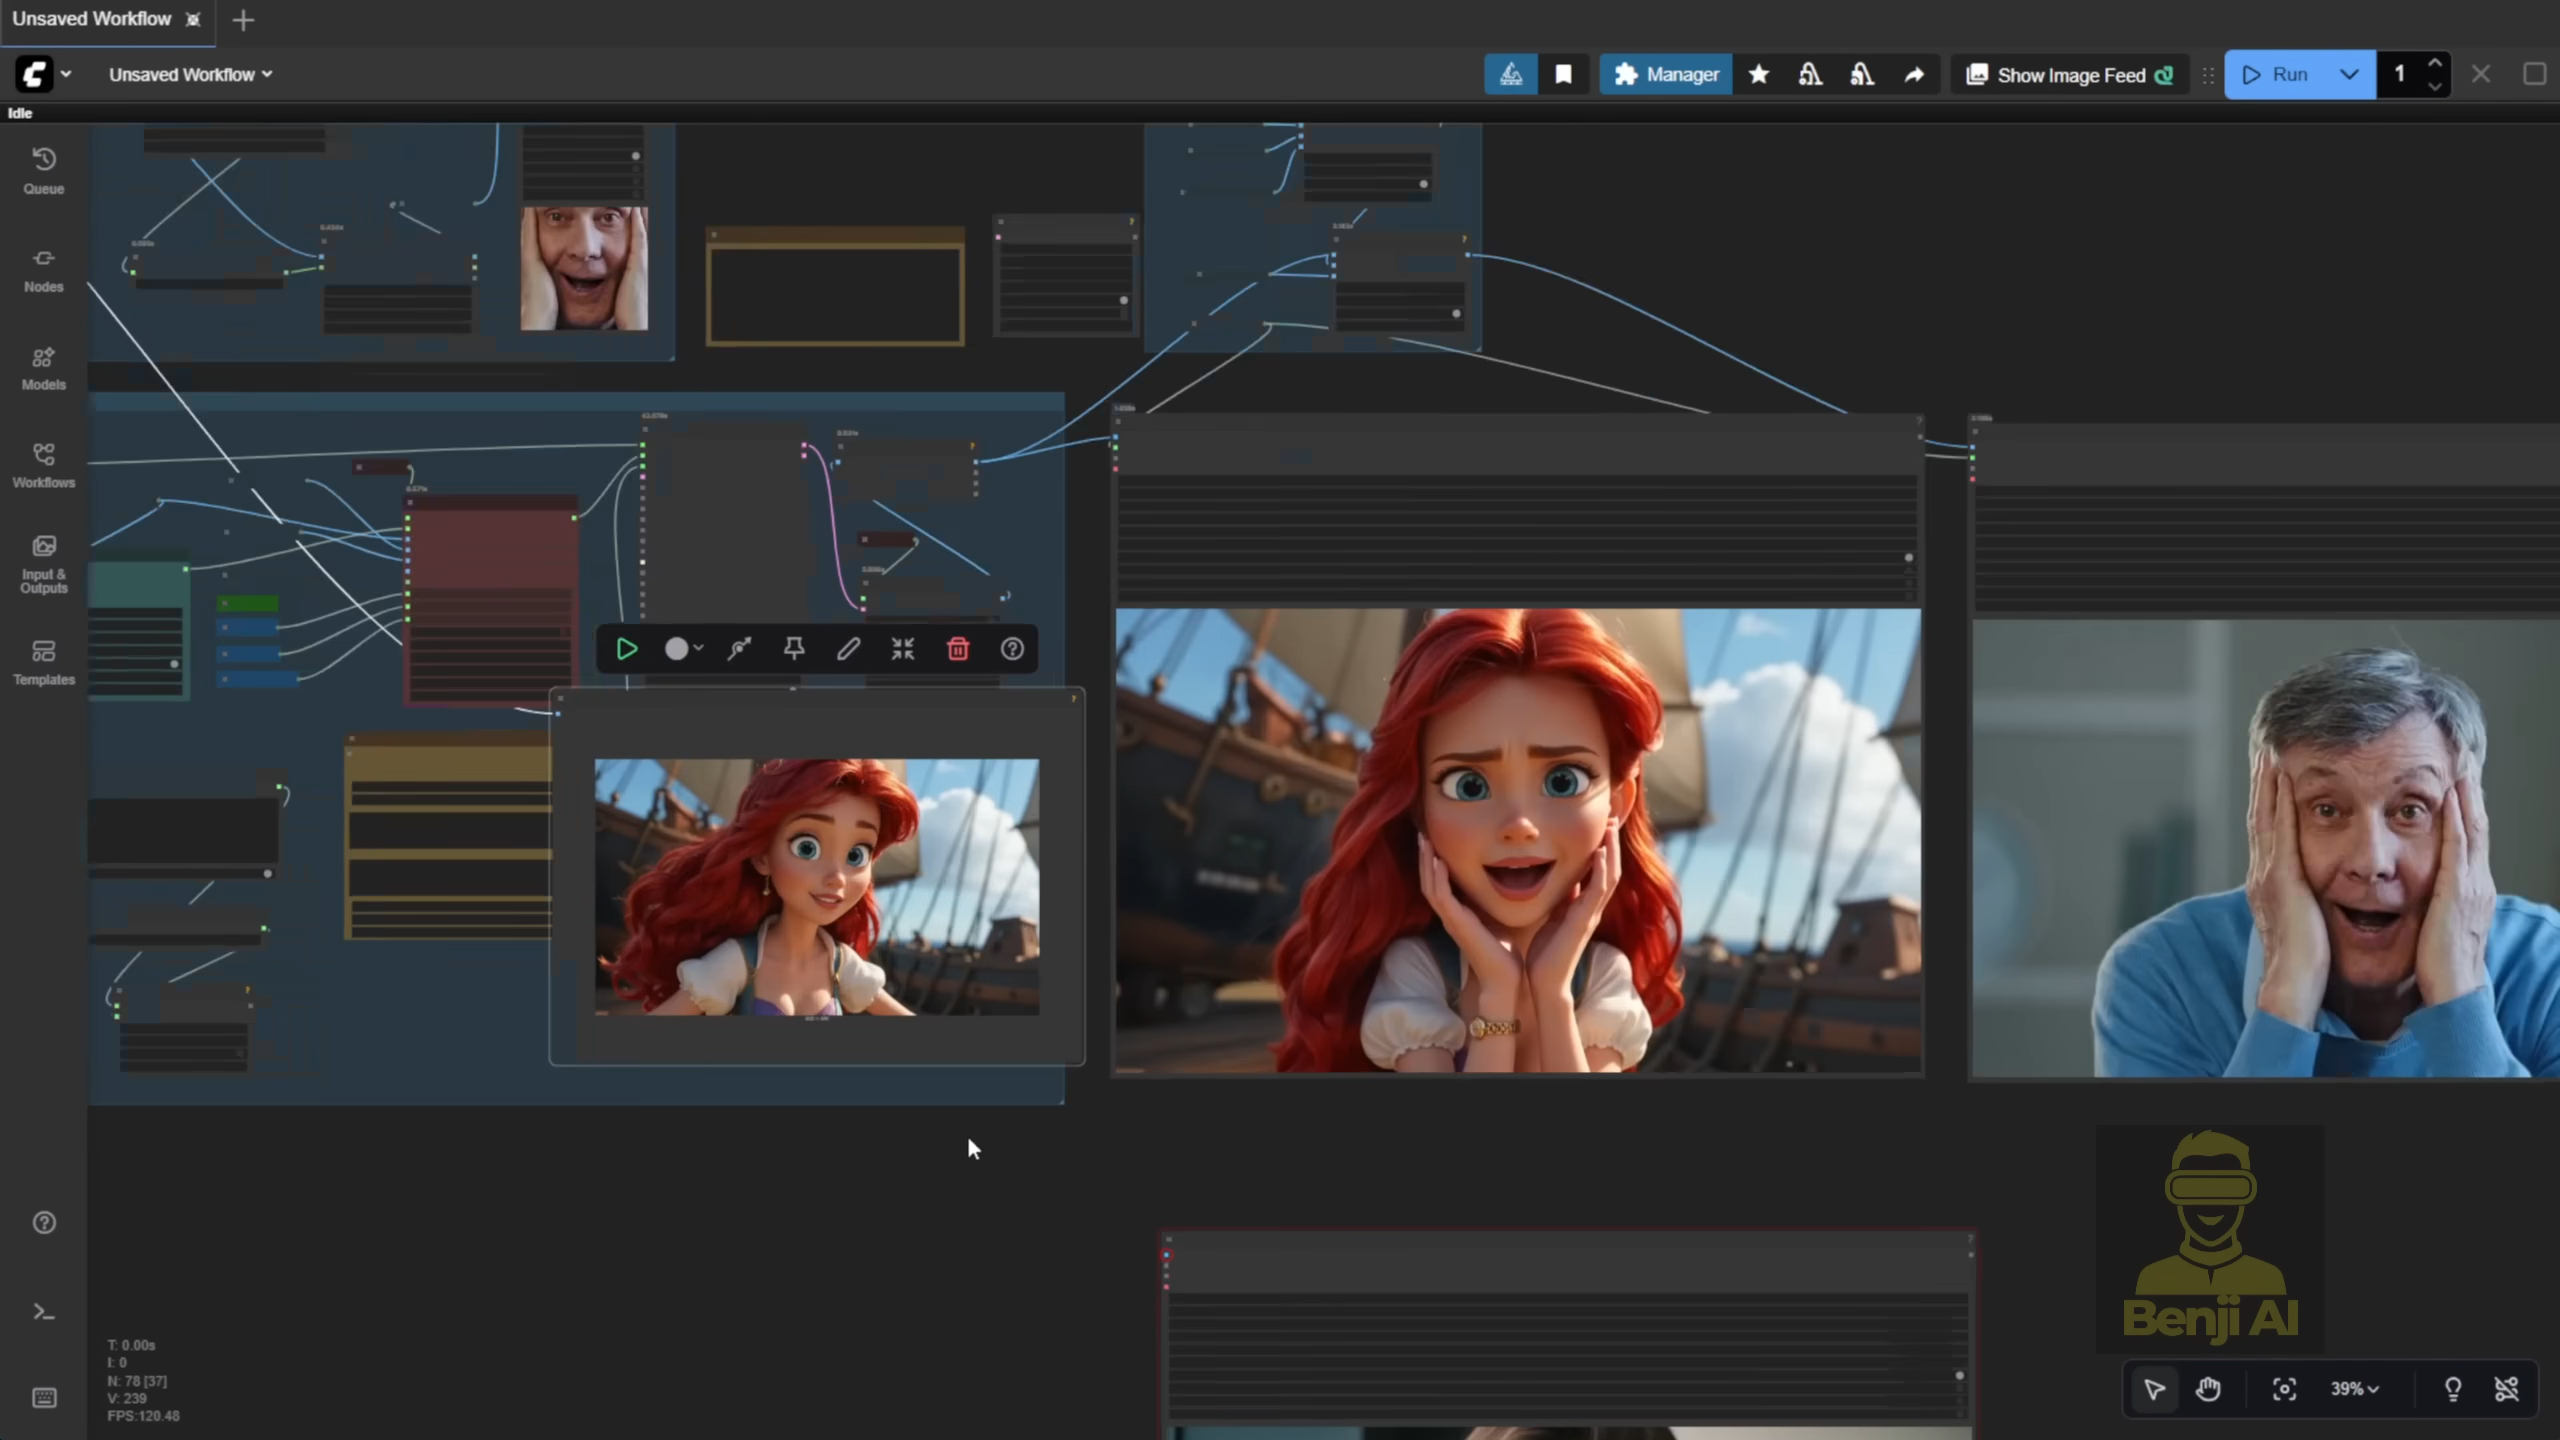 Unsaved Workflow
Unsaved Workflow
Manager
Show Image Feed
Run
1
Idle
Queue
Nodes
Models
Workflows
Input &
Outputs
Templates
T: 0.00s
I: 0
N: 78 [37]
V: 239
FPS:120.48
Benji AI
39%